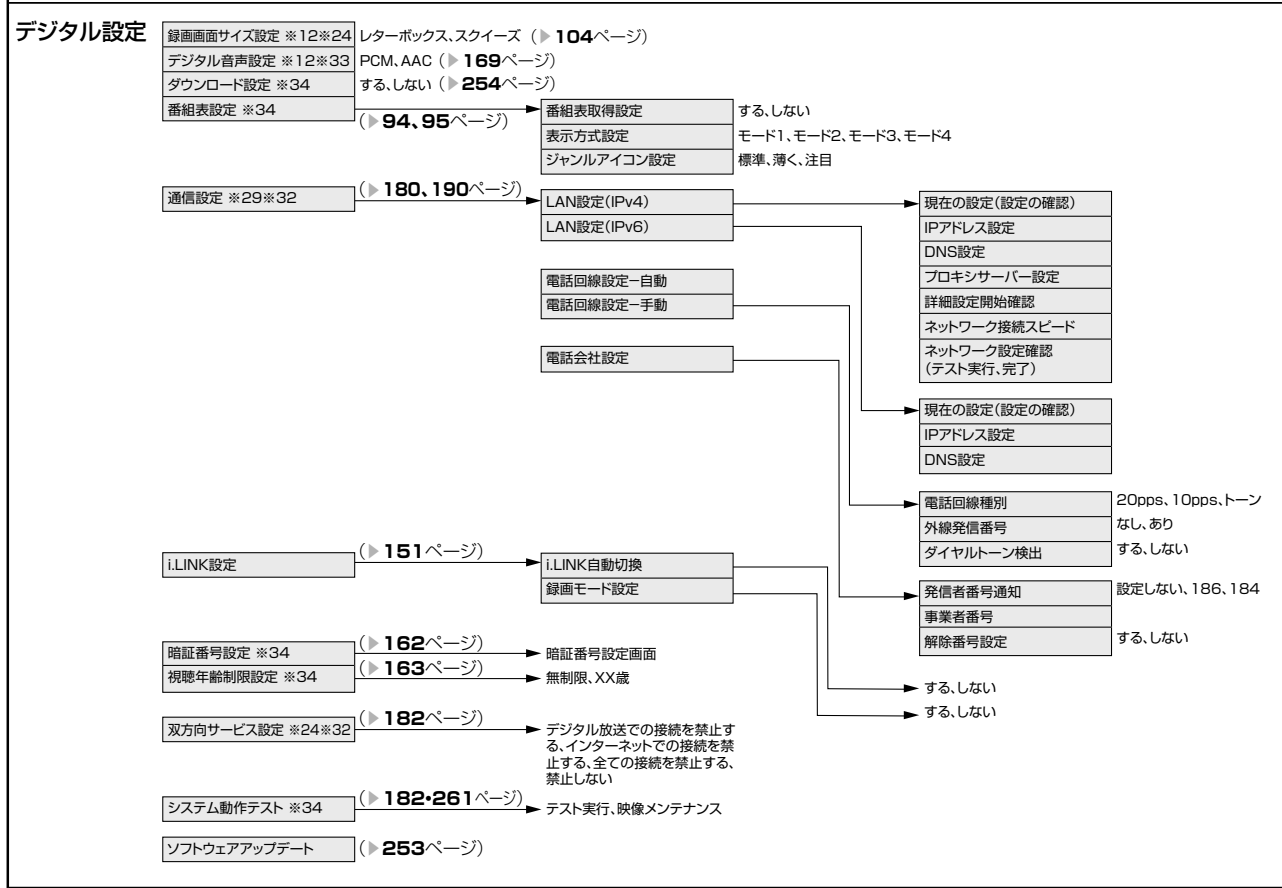 デジタル設定
録画画面サイズ設定 ※12※24 レターボックス、スクイーズ (▶104ページ)
デジタル音声設定 ※12※33 PCM、AAC (▶169ページ)
ダウンロード設定 ※34 する、しない (▶254ページ)
番組表設定 ※34 (▶94、95ページ)
番組表取得設定 する、しない
表示方式設定 モード1、モード2、モード3、モード4
ジャンルアイコン設定 標準、薄く、注目
通信設定 ※29※32 (▶180、190ページ)
LAN設定(IPv4)
LAN設定(IPv6)
電話回線設定−自動
電話回線設定−手動
電話会社設定
現在の設定(設定の確認)
IPアドレス設定
DNS設定
プロキシサーバー設定
詳細設定開始確認
ネットワーク接続スピード
ネットワーク設定確認
(テスト実行、完了)
現在の設定(設定の確認)
IPアドレス設定
DNS設定
電話回線種別 20pps、10pps、トーン
外線発信番号 なし、あり
ダイヤルトーン検出 する、しない
発信者番号通知 設定しない、186、184
事業者番号
解除番号設定 する、しない
i.LINK設定 (▶151ページ)
i.LINK自動切換
録画モード設定
する、しない
する、しない
暗証番号設定 ※34 (▶162ページ) 暗証番号設定画面
視聴年齢制限設定 ※34 (▶163ページ) 無制限、XX歳
双方向サービス設定 ※24※32 (▶182ページ)
デジタル放送での接続を禁止す
る、インターネットでの接続を禁
止する、全ての接続を禁止する、
禁止しない
システム動作テスト ※34 (▶182•261ページ) テスト実行、映像メンテナンス
ソフトウェアアップデート (▶253ページ)